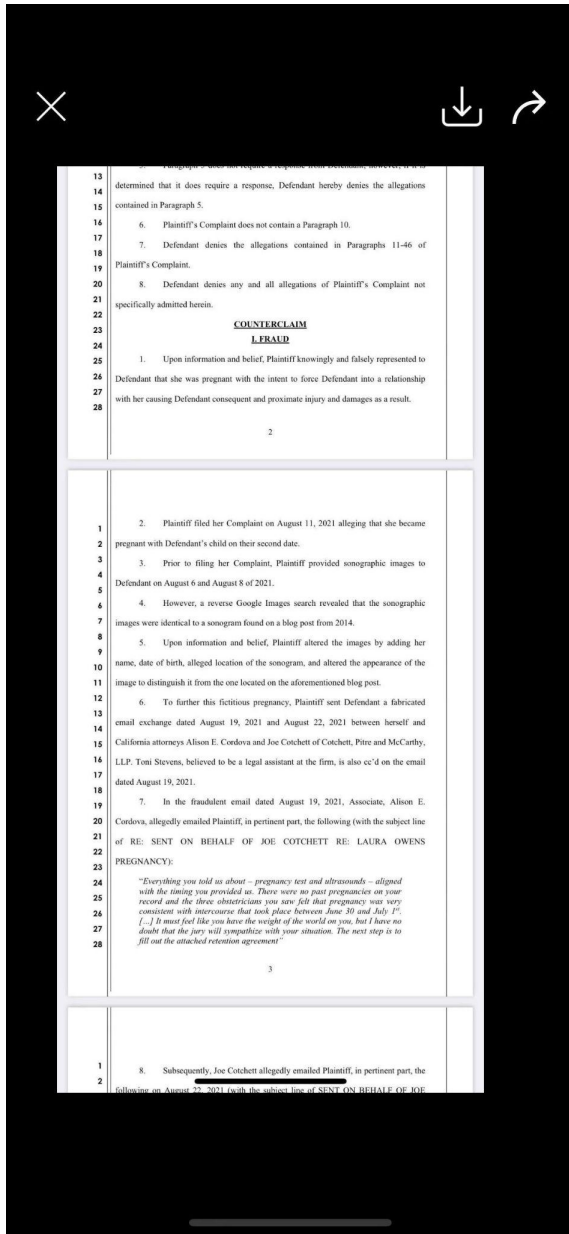 13
14 determined that it does require a response, Defendant hereby denies the allegations
15 contained in Paragraph 5.
16 6. Plaintiff's Complaint does not contain a Paragraph 10.
17
18 7. Defendant denies the allegations contained in Paragraphs 11-46 of
19 Plaintiff's Complaint.
20 8. Defendant denies any and all allegations of Plaintiff's Complaint not
21 specifically admitted herein.
22
23 COUNTERCLAIM
24 I. FRAUD
25 1. Upon information and belief, Plaintiff knowingly and falsely represented to
26 Defendant that she was pregnant with the intent to force Defendant into a relationship
27 with her causing Defendant consequent and proximate injury and damages as a result.
28
2
1 2. Plaintiff filed her Complaint on August 11, 2021 alleging that she became
2 pregnant with Defendant's child on their second date.
3 3. Prior to filing her Complaint, Plaintiff provided sonographic images to
4
5 Defendant on August 6 and August 8 of 2021.
6 4. However, a reverse Google Images search revealed that the sonographic
7 images were identical to a sonogram found on a blog post from 2014.
8 5. Upon information and belief, Plaintiff altered the images by adding her
9
10 name, date of birth, alleged location of the sonogram, and altered the appearance of the
11 image to distinguish it from the one located on the aforementioned blog post.
12 6. To further this fictitious pregnancy, Plaintiff sent Defendant a fabricated
13
14 email exchange dated August 19, 2021 and August 22, 2021 between herself and
15 California attorneys Alison E. Cordova and Joe Cotchett of Cotchett, Pitre and McCarthy,
16 LLP. Toni Stevens, believed to be a legal assistant at the firm, is also cc'd on the email
17
18 dated August 19, 2021.
19 7. In the fraudulent email dated August 19, 2021, Associate, Alison E.
20 Cordova, allegedly emailed Plaintiff, in pertinent part, the following (with the subject line
21
22 of RE: SENT ON BEHALF OF JOE COTCHETT RE: LAURA OWENS
23 PREGNANCY):
24 "Everything you told us about – pregnancy test and ultrasounds – aligned
25 with the timing you provided us. There were no past pregnancies on your
record and the three obstetricians you saw felt that pregnancy was very
26 consistent with intercourse that took place between June 30 and July 1st.
27 […] It must feel like you have the weight of the world on you, but I have no
doubt that the jury will sympathize with your situation. The next step is to
28 fill out the attached retention agreement"
3
1 8. Subsequently, Joe Cotchett allegedly emailed Plaintiff, in pertinent part, the
2 following on August 22, 2021 (with the subject line of SENT ON BEHALF OF JOE